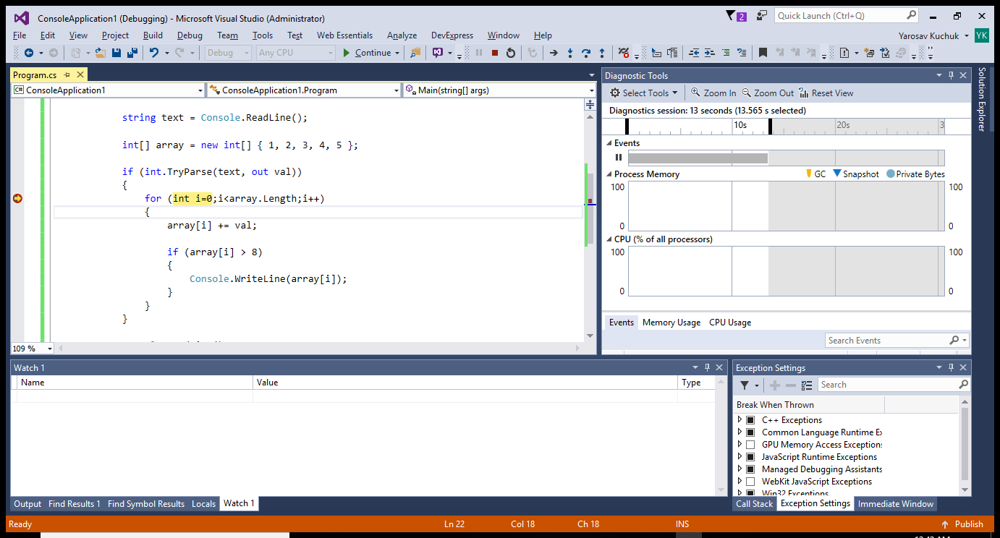 ConsoleApplication1 (Debugging) - Microsoft Visual Studio (Administrator)
2
Quick Launch (Ctrl+Q)
File Edit View Project Build Debug Team Tools Test Web Essentials Analyze DevExpress Window Help
Yarosav Kuchuk YK
Debug Any CPU Continue
Program.cs
ConsoleApplication1 ConsoleApplication1.Program Main(string[] args)
string text = Console.ReadLine();
int[] array = new int[] { 1, 2, 3, 4, 5 };
if (int.TryParse(text, out val))
{
for (int i=0;i<array.Length;i++)
{
array[i] += val;
if (array[i] > 8)
{
Console.WriteLine(array[i]);
}
}
}
109 %
Diagnostic Tools
Select Tools Zoom In Zoom Out Reset View
Diagnostics session: 13 seconds (13.565 s selected)
10s 20s 3
Events
Process Memory GC Snapshot Private Bytes
100 100
0 0
CPU (% of all processors)
100 100
0 0
Events Memory Usage CPU Usage
Search Events
Solution Explorer
Watch 1
Name Value Type
Output Find Results 1 Find Symbol Results Locals Watch 1
Exception Settings
Search
Break When Thrown
C++ Exceptions
Common Language Runtime Ex
GPU Memory Access Exceptions
JavaScript Runtime Exceptions
Managed Debugging Assistants
WebKit JavaScript Exceptions
Win32 Exceptions
Call Stack Exception Settings Immediate Window
Ready Ln 22 Col 18 Ch 18 INS Publish